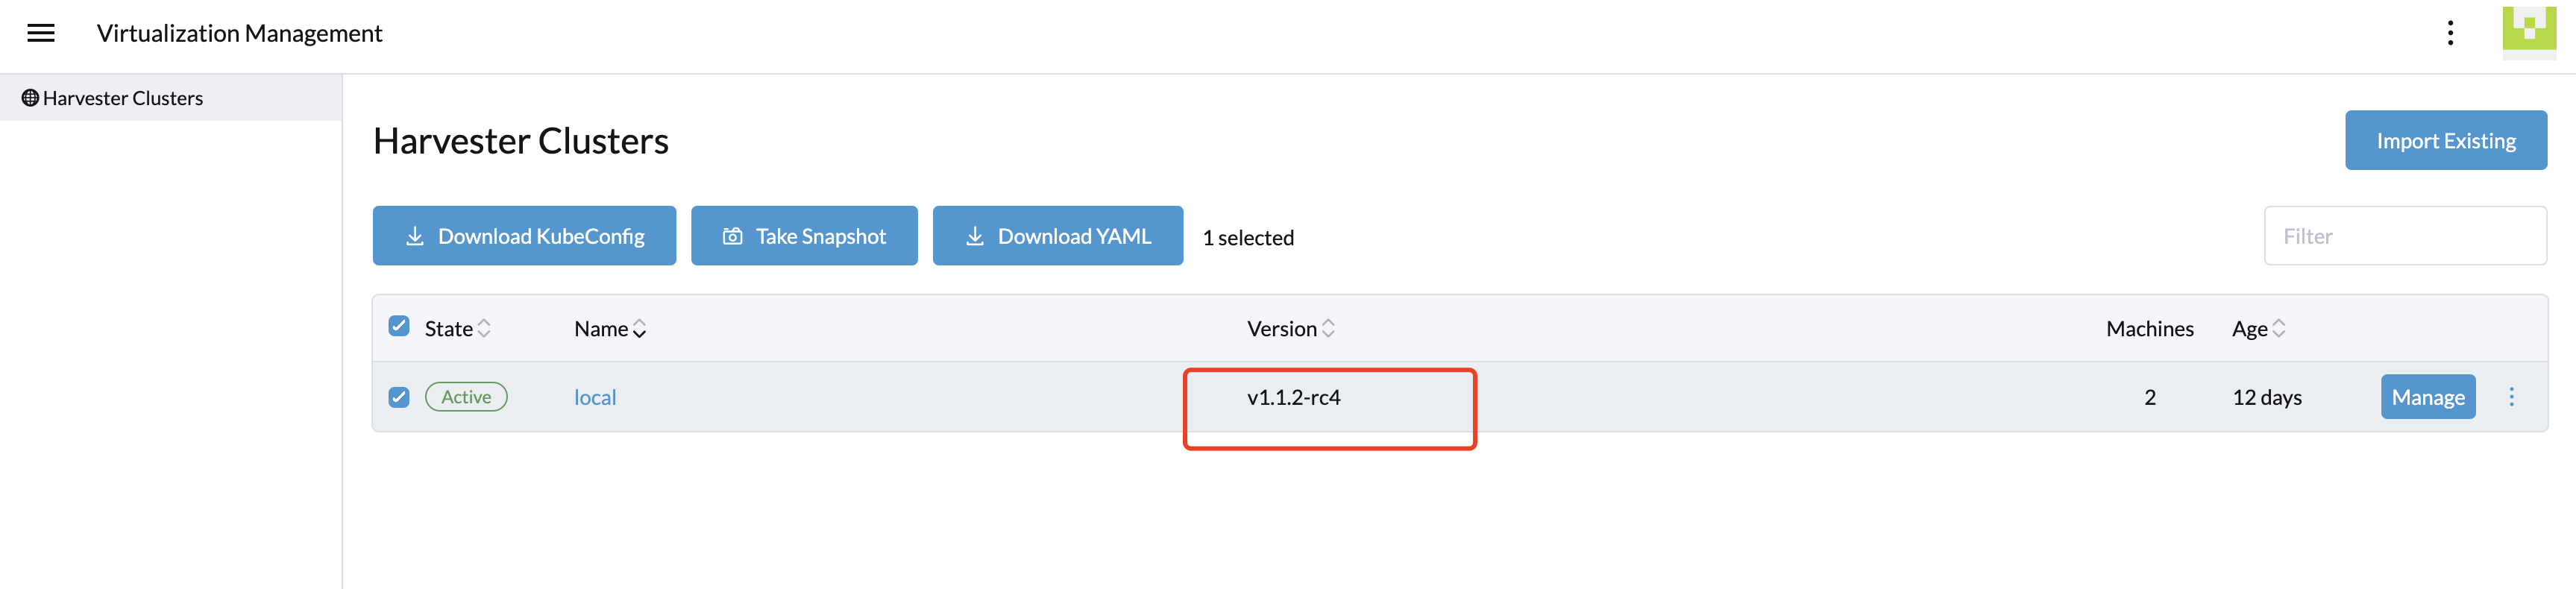 Virtualization Management
Harvester Clusters
Harvester Clusters
Import Existing
Download KubeConfig
Take Snapshot
Download YAML
1 selected
Filter
State Name Version Machines Age
Active local v1.1.2-rc4 2 12 days Manage